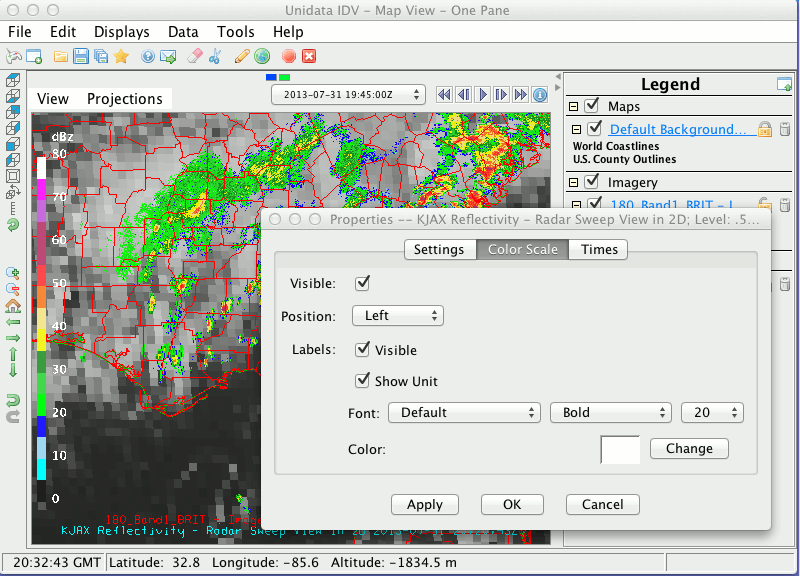 Unidata IDV - Map View - One Pane
File Edit Displays Data Tools Help
View Projections
2013-07-31 19:45:00Z
Legend
Maps
Default Background...
World Coastlines
U.S. County Outlines
Imagery
180_Band1_BRIT - I...
dBz
80
70
60
50
40
30
20
10
0
Properties -- KJAX Reflectivity - Radar Sweep View in 2D; Level: .5...
Settings Color Scale Times
Visible:
Position: Left
Labels: Visible
Show Unit
Font: Default Bold 20
Color: Change
Apply OK Cancel
180_Band1_BRIT - Image
KJAX Reflectivity - Radar Sweep View in 2D 2013-07-31
20:32:43 GMT Latitude: 32.8 Longitude: -85.6 Altitude: -1834.5 m